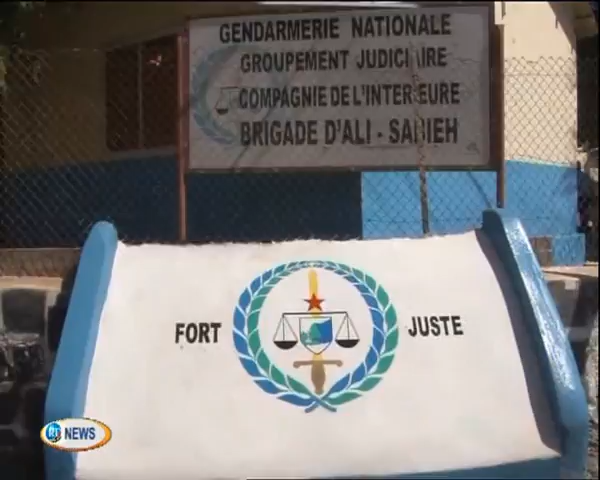 GENDARMERIE NATIONALE
GROUPEMENT JUDICIAIRE
COMPAGNIE DE L'INTERIEURE
BRIGADE D'ALI - SABIEH
FORT JUSTE
NEWS